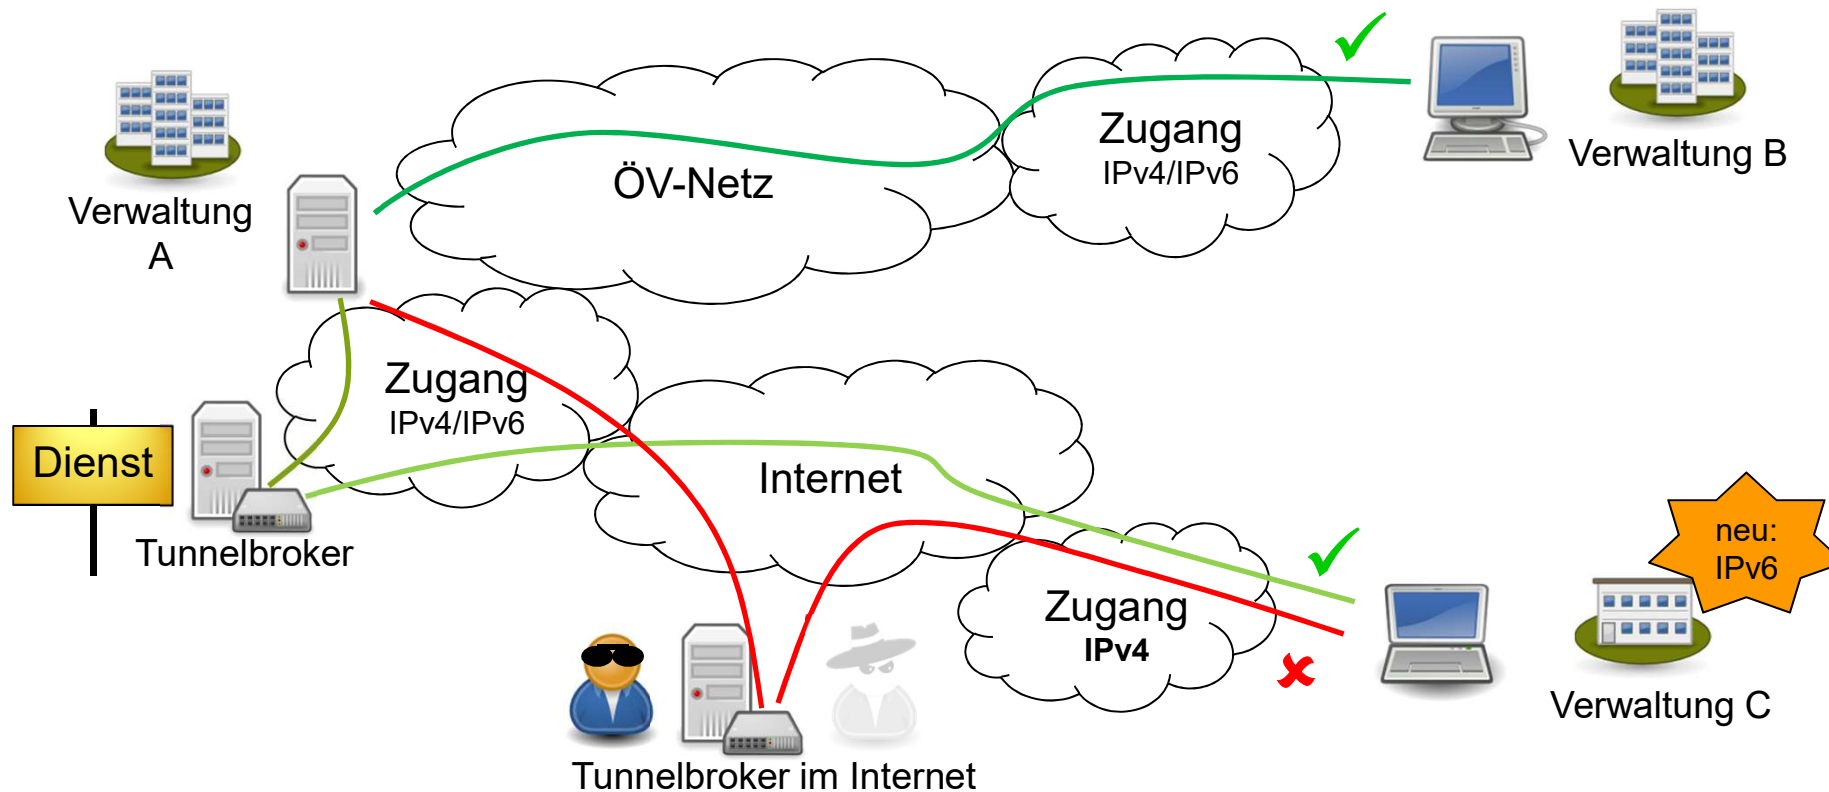 Verwaltung
A
ÖV-Netz
Zugang
IPv4/IPv6
Verwaltung B
Zugang
IPv4/IPv6
Dienst
Tunnelbroker
Internet
Zugang
IPv4
neu:
IPv6
Verwaltung C
Tunnelbroker im Internet